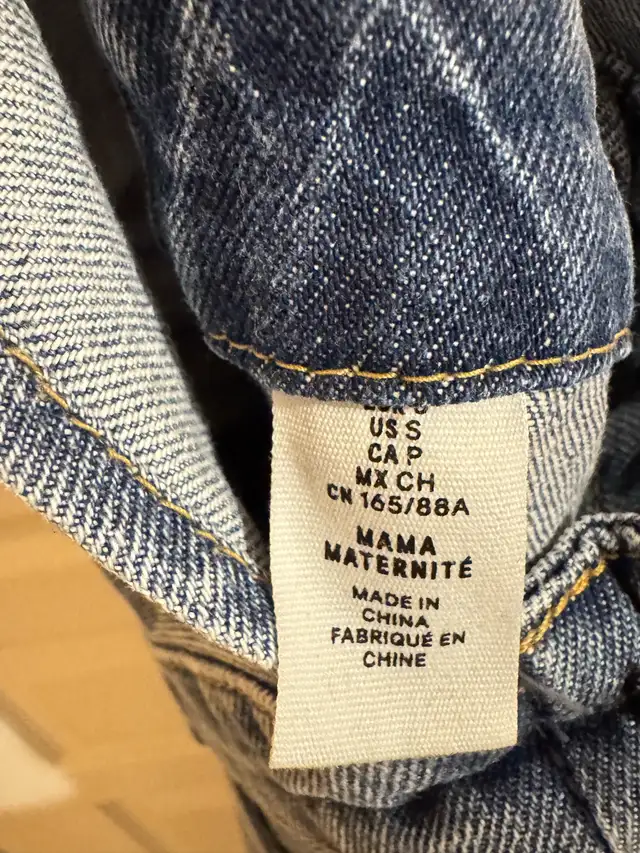 US S
CA P
MX CH
CN 165/88A
MAMA
MATERNITÉ
MADE IN
CHINA
FABRIQUÉ EN
CHINE